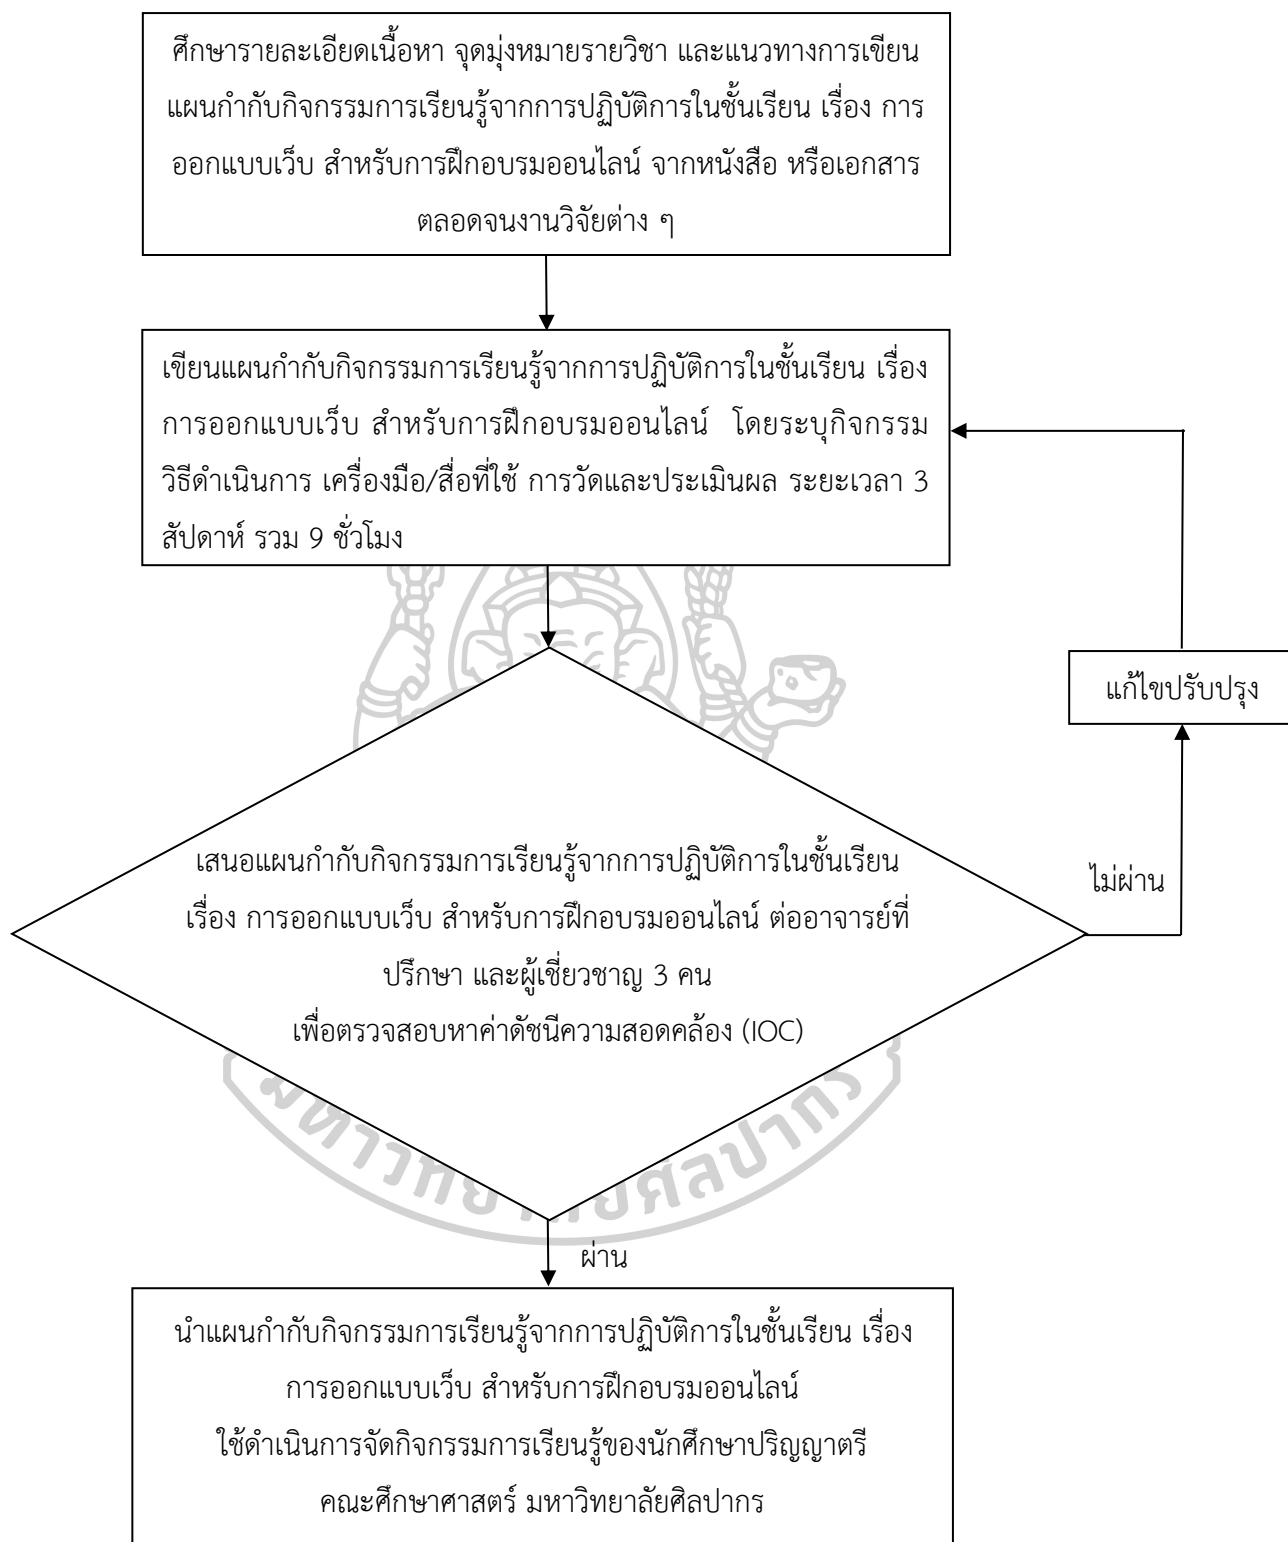 ศึกษารายละเอียดเนื้อหา จุดมุ่งหมายรายวิชา และแนวทางการเขียน
แผนกำกับกิจกรรมการเรียนรู้จากการปฏิบัติการในชั้นเรียน เรื่อง การ
ออกแบบเว็บ สำหรับการฝึกอบรมออนไลน์ จากหนังสือ หรือเอกสาร
ตลอดจนงานวิจัยต่าง ๆ
เขียนแผนกำกับกิจกรรมการเรียนรู้จากการปฏิบัติการในชั้นเรียน เรื่อง
การออกแบบเว็บ สำหรับการฝึกอบรมออนไลน์ โดยระบุกิจกรรม
วิธีดำเนินการ เครื่องมือ/สื่อที่ใช้ การวัดและประเมินผล ระยะเวลา 3
สัปดาห์ รวม 9 ชั่วโมง
แก้ไขปรับปรุง
เสนอแผนกำกับกิจกรรมการเรียนรู้จากการปฏิบัติการในชั้นเรียน
เรื่อง การออกแบบเว็บ สำหรับการฝึกอบรมออนไลน์ ต่ออาจารย์ที่
ปรึกษา และผู้เชี่ยวชาญ 3 คน
เพื่อตรวจสอบหาค่าดัชนีความสอดคล้อง (IOC)
ไม่ผ่าน
ผ่าน
นำแผนกำกับกิจกรรมการเรียนรู้จากการปฏิบัติการในชั้นเรียน เรื่อง
การออกแบบเว็บ สำหรับการฝึกอบรมออนไลน์
ใช้ดำเนินการจัดกิจกรรมการเรียนรู้ของนักศึกษาปริญญาตรี
คณะศึกษาศาสตร์ มหาวิทยาลัยศิลปากร